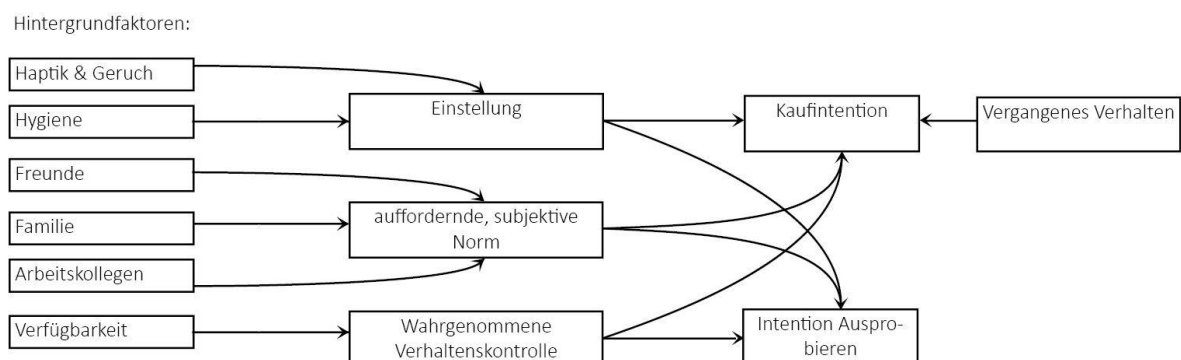 Hintergrundfaktoren:
Haptik & Geruch
Hygiene
Freunde
Familie
Arbeitskollegen
Verfügbarkeit
Einstellung
auffordernde, subjektive
Norm
Wahrgenommene
Verhaltenskontrolle
Kaufintention
Intention Auspro-
bieren
Vergangenes Verhalten